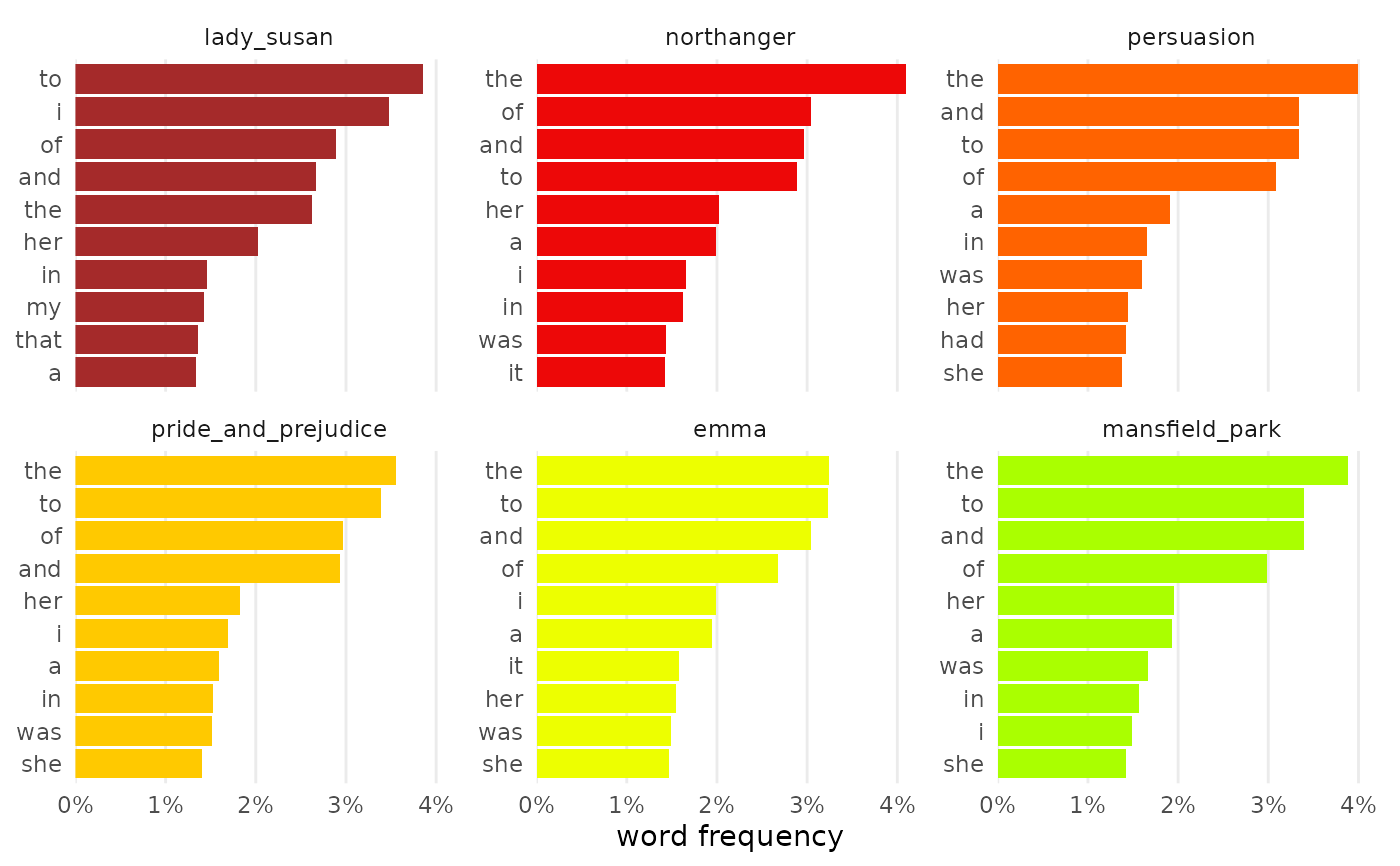 lady_susan
to
i
of
and
the
her
in
my
that
a
northanger
the
of
and
to
her
a
i
in
was
it
persuasion
the
and
to
of
a
in
was
her
had
she
pride_and_prejudice
the
to
of
and
her
i
a
in
was
she
0% 1% 2% 3% 4%
emma
the
to
and
of
i
a
it
her
was
she
0% 1% 2% 3% 4%
mansfield_park
the
to
and
of
her
a
was
in
i
she
0% 1% 2% 3% 4%
word frequency